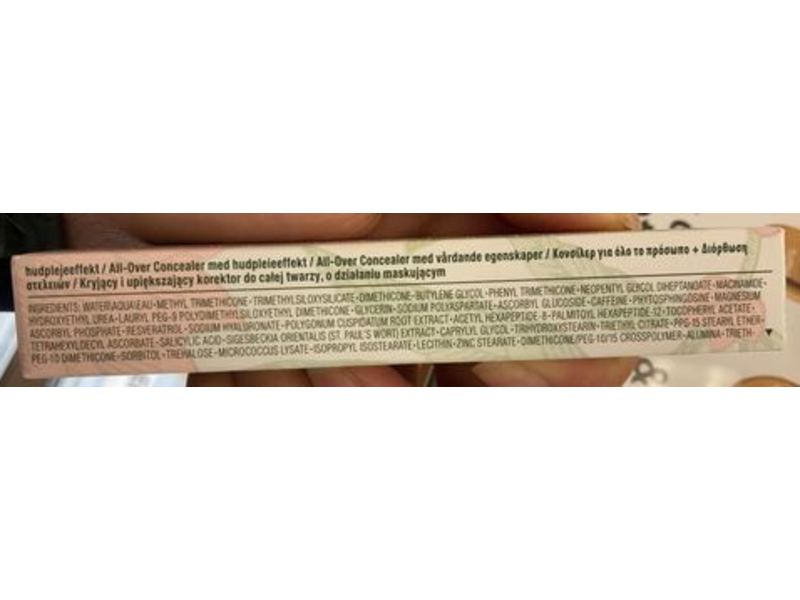 hudplejeeffekt / All-Over Concealer med hudpleieeffekt / All-Over Concealer med vårdande egenskaper / Κονσίλερ για όλο το πρόσωπο + Διόρθωση
ατελειών / Kryjący i upiększający korektor do całej twarzy, o działaniu maskującym
INGREDIENTS: WATER\AQUA\EAU • METHYL TRIMETHICONE • TRIMETHYLSILOXYSILICATE • DIMETHICONE • BUTYLENE GLYCOL • PHENYL TRIMETHICONE • NEOPENTYL GLYCOL DIHEPTANOATE • NIACINAMIDE •
HYDROXYETHYL UREA • LAURYL PEG-9 POLYDIMETHYLSILOXYETHYL DIMETHICONE • GLYCERIN • SODIUM POLYASPARTATE • ASCORBYL GLUCOSIDE • CAFFEINE • PHYTOSPHINGOSINE • MAGNESIUM
ASCORBYL PHOSPHATE • RESVERATROL • SODIUM HYALURONATE • POLYGONUM CUSPIDATUM ROOT EXTRACT • ACETYL HEXAPEPTIDE-8 • PALMITOYL HEXAPEPTIDE-12 • TOCOPHERYL ACETATE •
TETRAHEXYLDECYL ASCORBATE • SALICYLIC ACID • SIGESBECKIA ORIENTALIS (ST. PAUL'S WORT) EXTRACT • CAPRYLYL GLYCOL • TRIHYDROXYSTEARIN • TRIETHYL CITRATE • PPG-15 STEARYL ETHER •
PEG-10 DIMETHICONE • SORBITOL • TREHALOSE • MICROCOCCUS LYSATE • ISOPROPYL ISOSTEARATE • LECITHIN • ZINC STEARATE • DIMETHICONE/PEG-10/15 CROSSPOLYMER • ALUMINA • TRIETH-